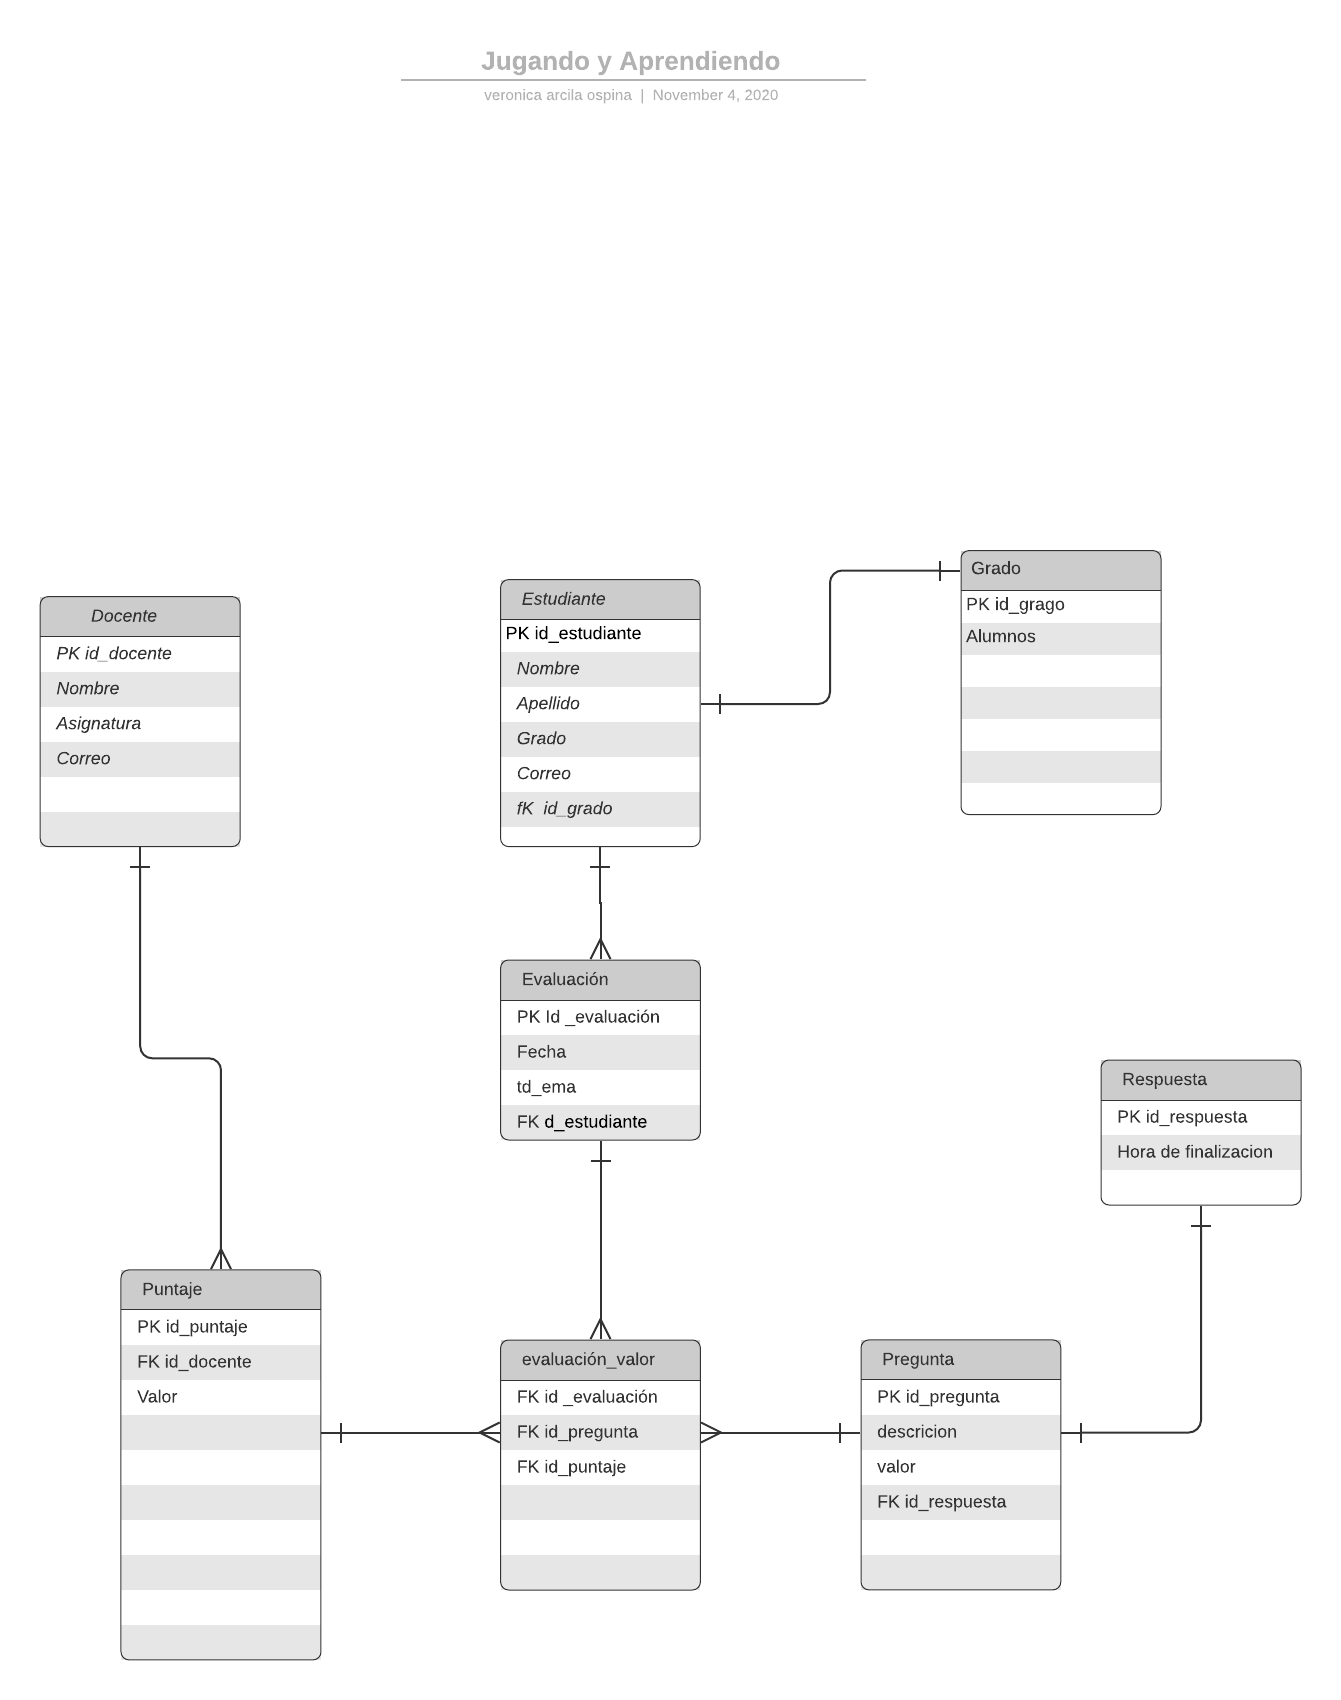 Jugando y Aprendiendo
veronica arcila ospina | November 4, 2020
Docente
PK id_docente
Nombre
Asignatura
Correo
Estudiante
PK id_estudiante
Nombre
Apellido
Grado
Correo
fK id_grado
Grado
PK id_grago
Alumnos
Evaluación
PK Id _evaluación
Fecha
td_ema
FK d_estudiante
Respuesta
PK id_respuesta
Hora de finalizacion
Puntaje
PK id_puntaje
FK id_docente
Valor
evaluación_valor
FK id _evaluación
FK id_pregunta
FK id_puntaje
Pregunta
PK id_pregunta
descricion
valor
FK id_respuesta